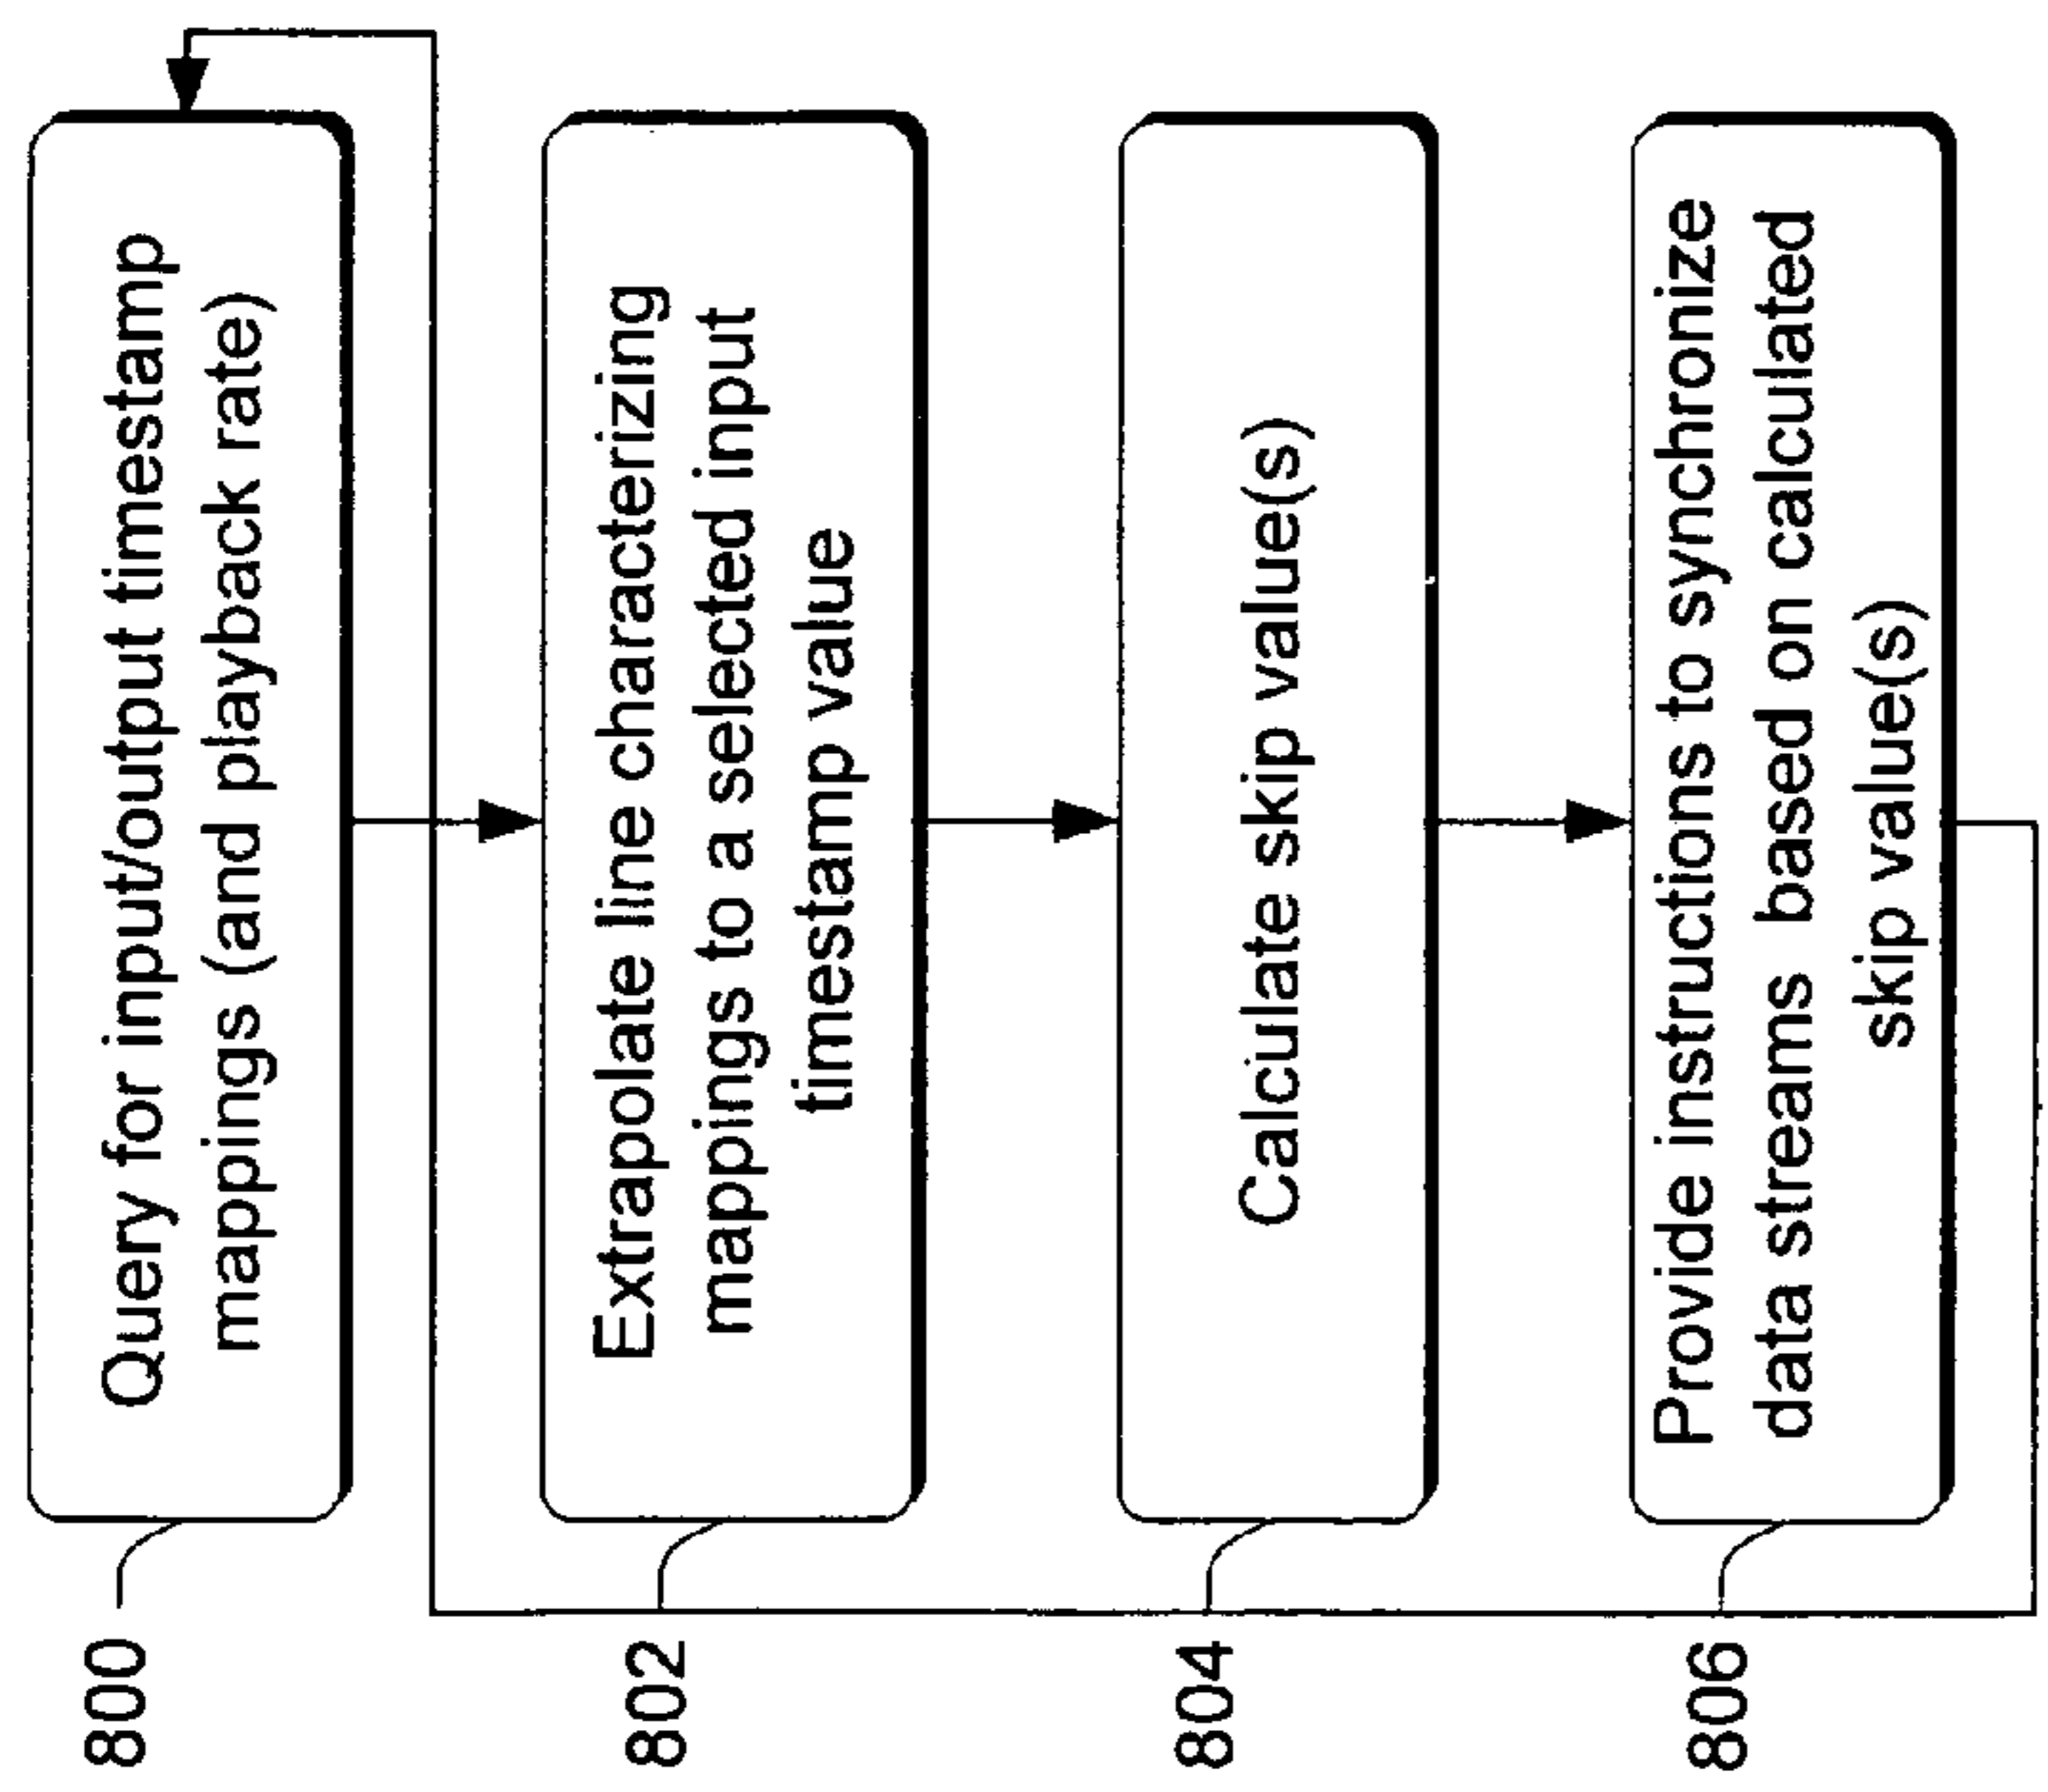 800
Query for input/output timestamp
mappings (and playback rate)
802
Extrapolate line characterizing
mappings to a selected input
timestamp value
804
Calculate skip value(s)
806
Provide instructions to synchronize
data streams based on calculated
skip value(s)